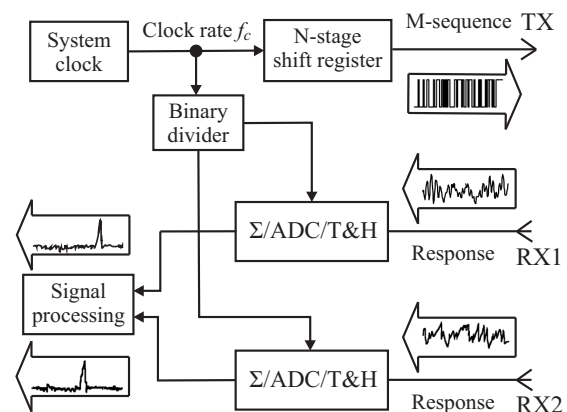 System
clock
Clock rate f_c
N-stage
shift register
M-sequence TX
Binary
divider
Σ/ADC/T&H
Response
RX1
Signal
processing
Σ/ADC/T&H
Response
RX2